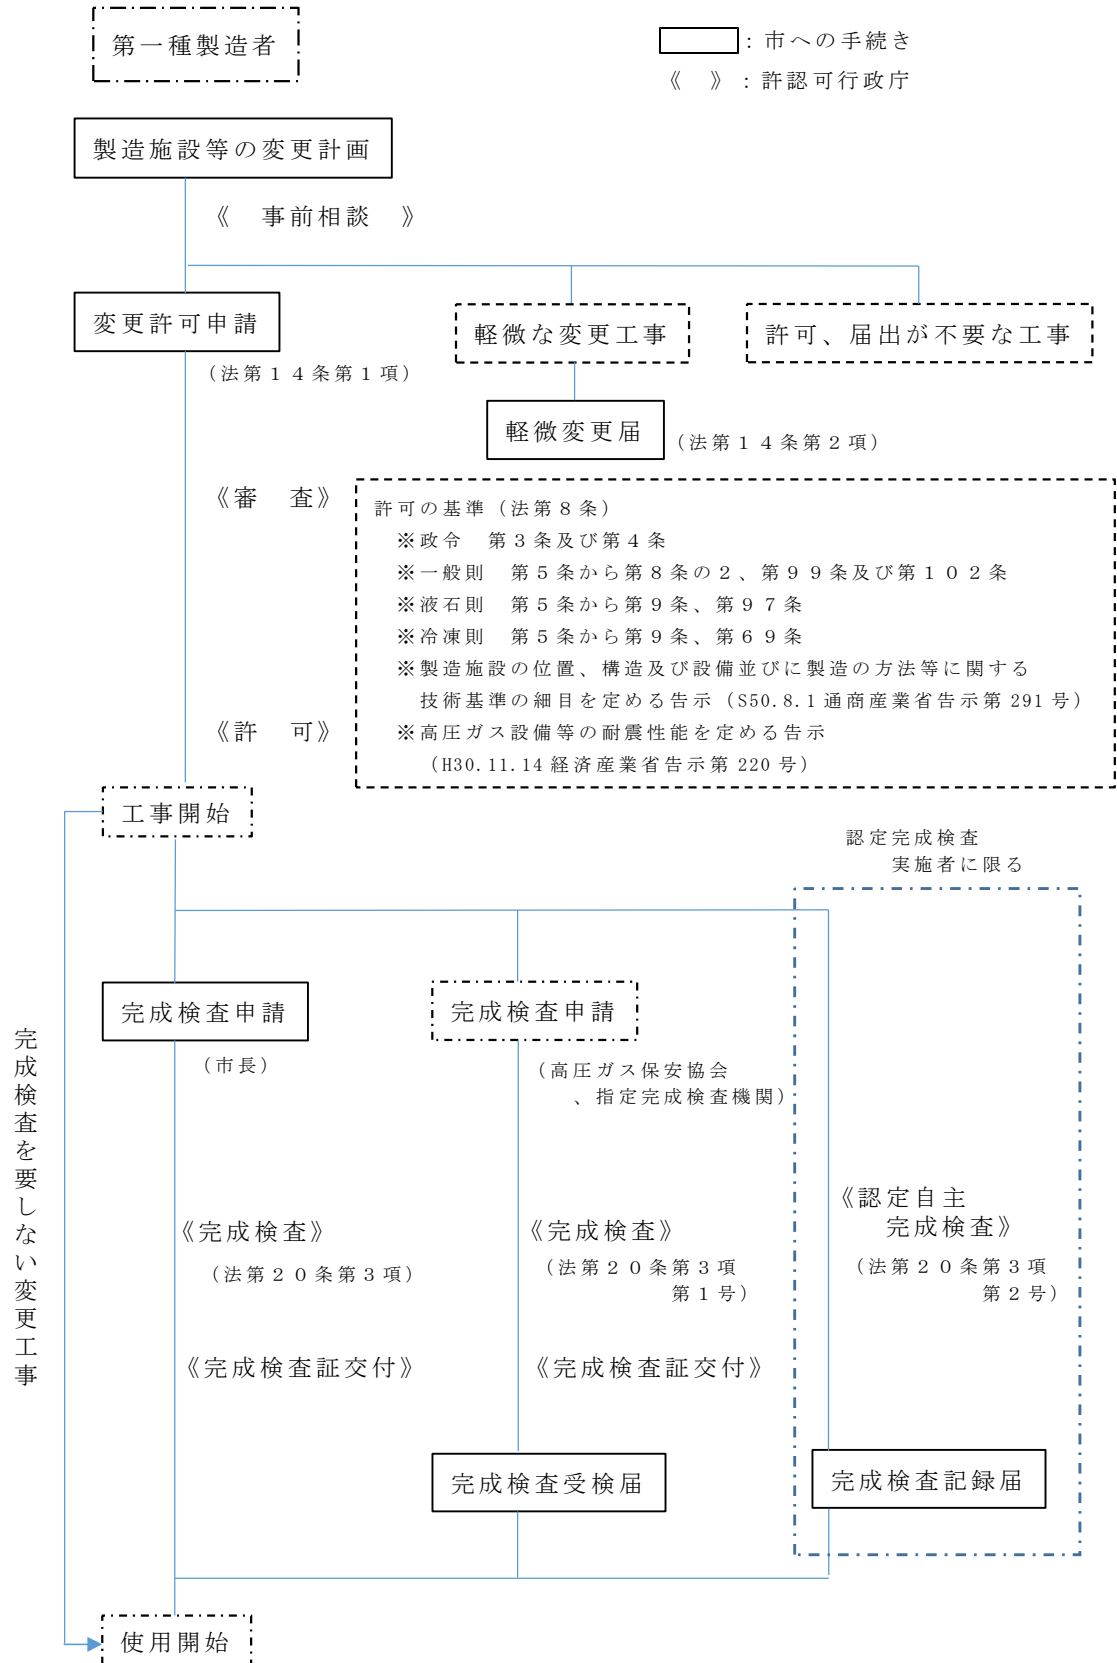 第一種製造者
：市への手続き
《　》：許認可行政庁
製造施設等の変更計画
《　事前相談　》
変更許可申請
軽微な変更工事
許可、届出が不要な工事
（法第１４条第１項）
軽微変更届
（法第１４条第２項）
《審　査》
許可の基準（法第８条）
※政令　第３条及び第４条
※一般則　第５条から第８条の２、第９９条及び第１０２条
※液石則　第５条から第９条、第９７条
※冷凍則　第５条から第９条、第６９条
※製造施設の位置、構造及び設備並びに製造の方法等に関する
技術基準の細目を定める告示（S50.8.1 通商産業省告示第 291 号）
《許　可》
※高圧ガス設備等の耐震性能を定める告示
（H30.11.14 経済産業省告示第 220 号）
工事開始
認定完成検査
実施者に限る
完成検査申請
完成検査申請
（市長）
（高圧ガス保安協会
、指定完成検査機関）
完成検査を要しない変更工事
《完成検査》
（法第２０条第３項）
《完成検査》
（法第２０条第３項
第１号）
《認定自主
完成検査》
（法第２０条第３項
第２号）
《完成検査証交付》
《完成検査証交付》
完成検査受検届
完成検査記録届
使用開始